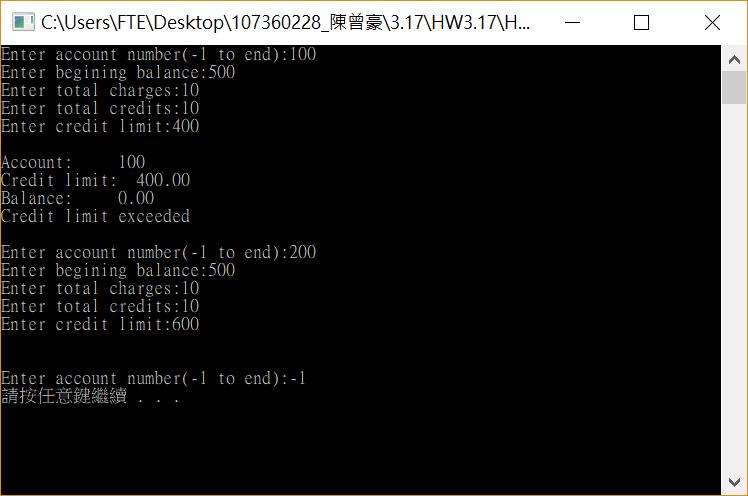 C:\Users\FTE\Desktop\107360228_陳曾豪\3.17\HW3.17\H...
Enter account number(-1 to end):100
Enter begining balance:500
Enter total charges:10
Enter total credits:10
Enter credit limit:400
Account:     100
Credit limit:  400.00
Balance:     0.00
Credit limit exceeded
Enter account number(-1 to end):200
Enter begining balance:500
Enter total charges:10
Enter total credits:10
Enter credit limit:600
Enter account number(-1 to end):-1
請按任意鍵繼續 . . .